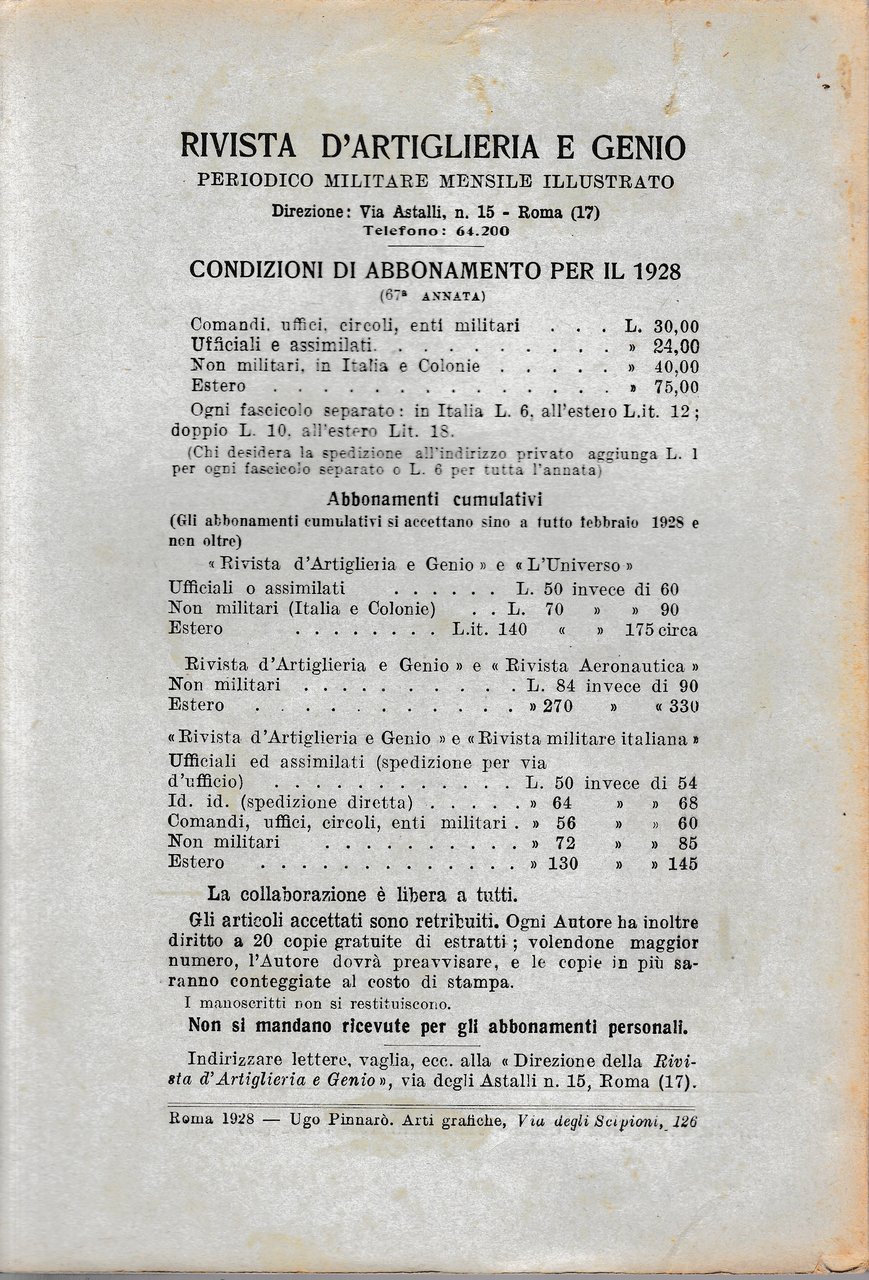 RIVISTA D'ARTIGLIERIA E GENIO
PERIODICO MILITARE MENSILE ILLUSTRATO
Direzione: Via Astalli, n. 15 - Roma (17)
Telefono: 64.200
CONDIZIONI DI ABBONAMENTO PER IL 1928
(67ª ANNATA)
Comandi, uffici, circoli, enti militari . . . L. 30,00
Ufficiali e assimilati. . . . . . . . . . » 24,00
Non militari, in Italia e Colonie . . . . . » 40,00
Estero . . . . . . . . . . . . . . . » 75,00
Ogni fascicolo separato: in Italia L. 6, all'estero L.it. 12;
doppio L. 10, all'estero Lit. 18.
(Chi desidera la spedizione all'indirizzo privato aggiunga L. 1
per ogni fascicolo separato o L. 6 per tutta l'annata)
Abbonamenti cumulativi
(Gli abbonamenti cumulativi si accettano sino a tutto febbraio 1928 e
non oltre)
« Rivista d'Artiglieria e Genio » e « L'Universo »
Ufficiali o assimilati . . . . . . L. 50 invece di 60
Non militari (Italia e Colonie) . . L. 70 » » 90
Estero . . . . . . . . L.it. 140 « » 175 circa
Rivista d'Artiglieria e Genio » e « Rivista Aeronautica »
Non militari . . . . . . . . . . L. 84 invece di 90
Estero . . . . . . . . . . . » 270 » « 330
« Rivista d'Artiglieria e Genio » e « Rivista militare italiana »
Ufficiali ed assimilati (spedizione per via
d'ufficio) . . . . . . . . . . . . L. 50 invece di 54
Id. id. (spedizione diretta) . . . . . » 64 » » 68
Comandi, uffici, circoli, enti militari . » 56 » » 60
Non militari . . . . . . . . . . » 72 » » 85
Estero . . . . . . . . . . . . . » 130 » » 145
La collaborazione è libera a tutti.
Gli articoli accettati sono retribuiti. Ogni Autore ha inoltre
diritto a 20 copie gratuite di estratti; volendone maggior
numero, l'Autore dovrà preavvisare, e le copie in più sa-
ranno conteggiate al costo di stampa.
I manoscritti non si restituiscono.
Non si mandano ricevute per gli abbonamenti personali.
Indirizzare lettere, vaglia, ecc. alla « Direzione della Rivi-
sta d'Artiglieria e Genio », via degli Astalli n. 15, Roma (17).
Roma 1928 — Ugo Pinnarò. Arti grafiche, Via degli Scipioni, 126